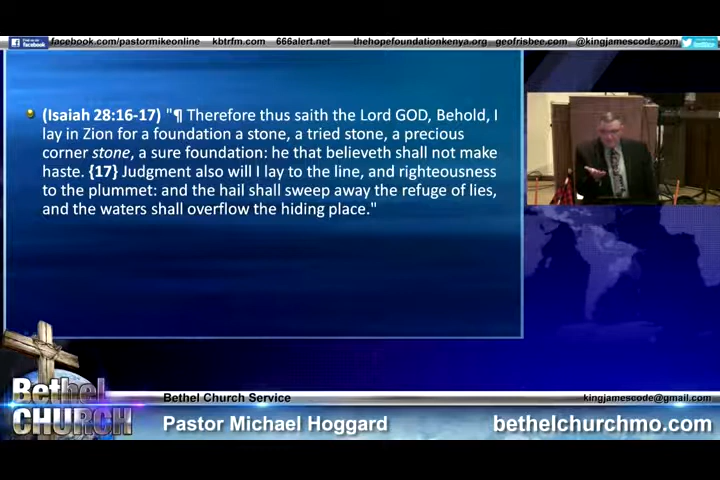 facebook.com/pastormikeonline kbtrfm.com 666alert.net thehopefoundationkenya.org geofrisbee.com @kingjamescode.com
facebook
(Isaiah 28:16-17) "¶ Therefore thus saith the Lord GOD, Behold, I
lay in Zion for a foundation a stone, a tried stone, a precious
corner stone, a sure foundation: he that believeth shall not make
haste. {17} Judgment also will I lay to the line, and righteousness
to the plummet: and the hail shall sweep away the refuge of lies,
and the waters shall overflow the hiding place."
Bethel
CHURCH
Bethel Church Service
kingjamescode@gmail.com
Pastor Michael Hoggard
bethelchurchmo.com